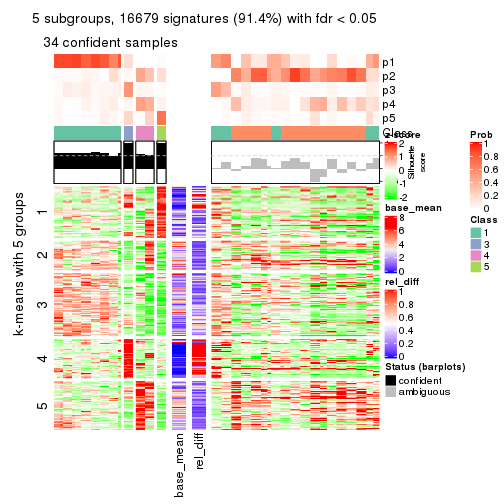 5 subgroups, 16679 signatures (91.4%) with fdr < 0.05
34 confident samples
p1
p2
p3
p4
p5
Class
z-score
2
1
0
-1
-2
Silhouette
score
Prob
1
0.8
0.6
0.4
0.2
0
base_mean
8
6
4
2
0
Class
1
3
4
5
rel_diff
1
0.8
0.6
0.4
0.2
0
Status (barplots)
confident
ambiguous
k-means with 5 groups
1
2
3
4
5
base_mean
rel_diff